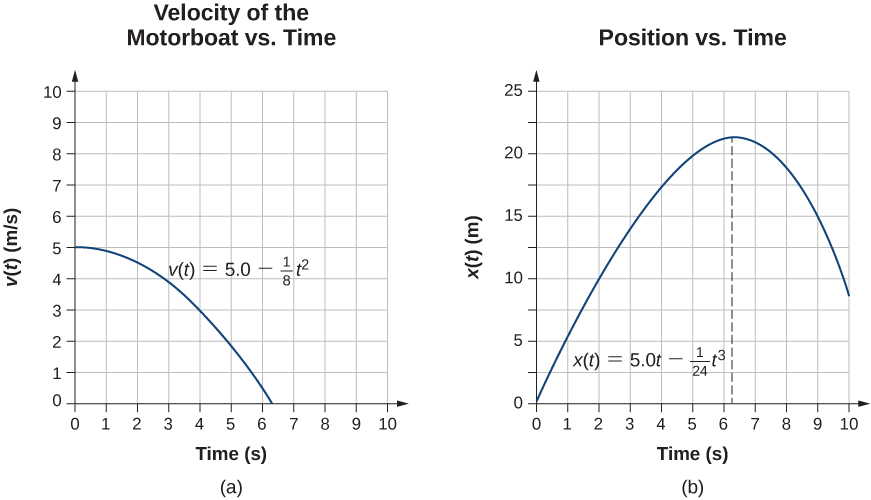 Velocity of the
Motorboat vs. Time
10
9
8
7
6
5
4
3
2
1
0
v(t) (m/s)
v(t) = 5.0 − 1/8 t²
0 1 2 3 4 5 6 7 8 9 10
Time (s)
(a)
Position vs. Time
25
20
15
10
5
0
x(t) (m)
x(t) = 5.0t − 1/24 t³
0 1 2 3 4 5 6 7 8 9 10
Time (s)
(b)